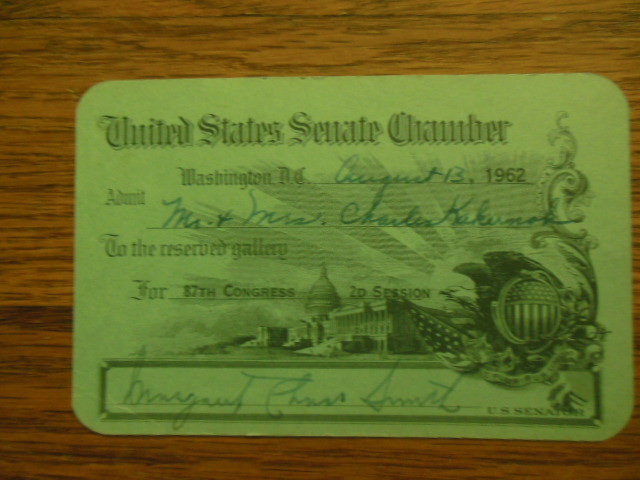 United States Senate Chamber
Washington, D.C. August 13, 1962
Admit Mr. & Mrs. Charles
To the reserved gallery
For 87TH CONGRESS 2D SESSION
Margaret Chase Smith
U.S. SENATOR